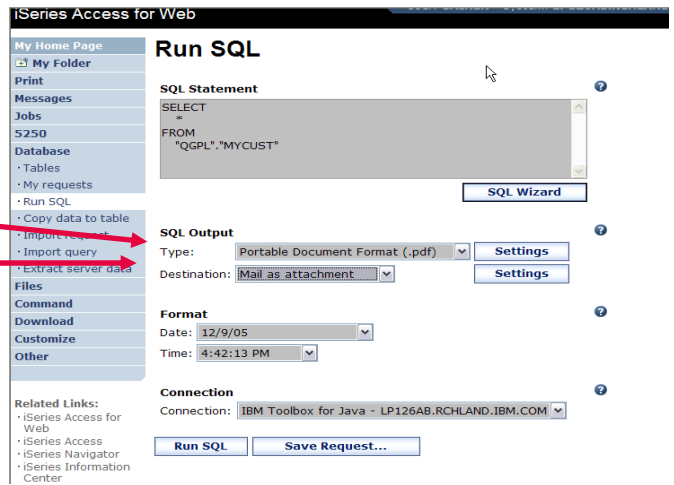 iSeries Access for Web
My Home Page
My Folder
Print
Messages
Jobs
5250
Database
· Tables
· My requests
· Run SQL
· Copy data to table
· Import request
· Import query
· Extract server data
Files
Command
Download
Customize
Other
Related Links:
· iSeries Access for
Web
· iSeries Access
· iSeries Navigator
· iSeries Information
Center
Run SQL
SQL Statement
?
SELECT
*
FROM
"QGPL"."MYCUST"
SQL Wizard
SQL Output
?
Type: Portable Document Format (.pdf) Settings
Destination: Mail as attachment Settings
Format
?
Date: 12/9/05
Time: 4:42:13 PM
Connection
?
Connection: IBM Toolbox for Java - LP126AB.RCHLAND.IBM.COM
Run SQL Save Request...